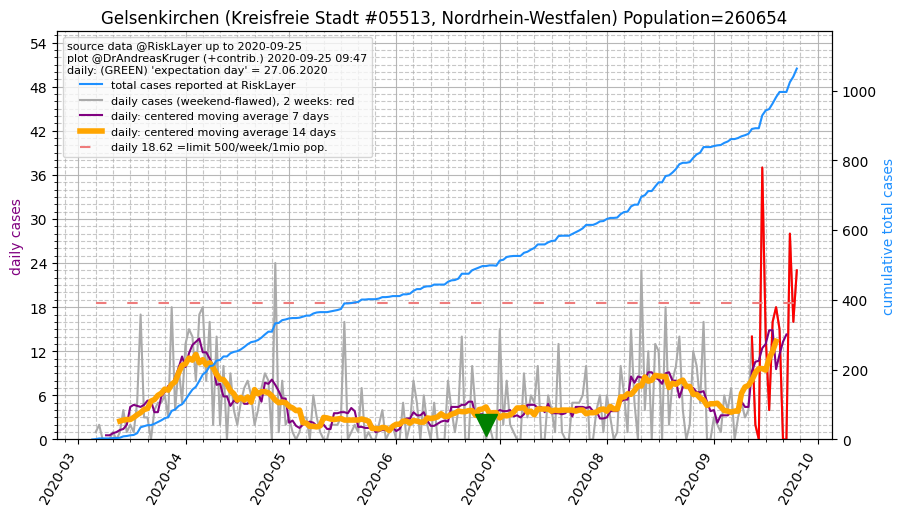 Gelsenkirchen (Kreisfreie Stadt #05513, Nordrhein-Westfalen) Population=260654
source data @RiskLayer up to 2020-09-25
plot @DrAndreasKruger (+contrib.) 2020-09-25 09:47
daily: (GREEN) 'expectation day' = 27.06.2020
total cases reported at RiskLayer
daily cases (weekend-flawed), 2 weeks: red
daily: centered moving average 7 days
daily: centered moving average 14 days
daily 18.62 =limit 500/week/1mio pop.
daily cases
54
48
42
36
30
24
18
12
6
0
cumulative total cases
1000
800
600
400
200
0
2020-03
2020-04
2020-05
2020-06
2020-07
2020-08
2020-09
2020-10